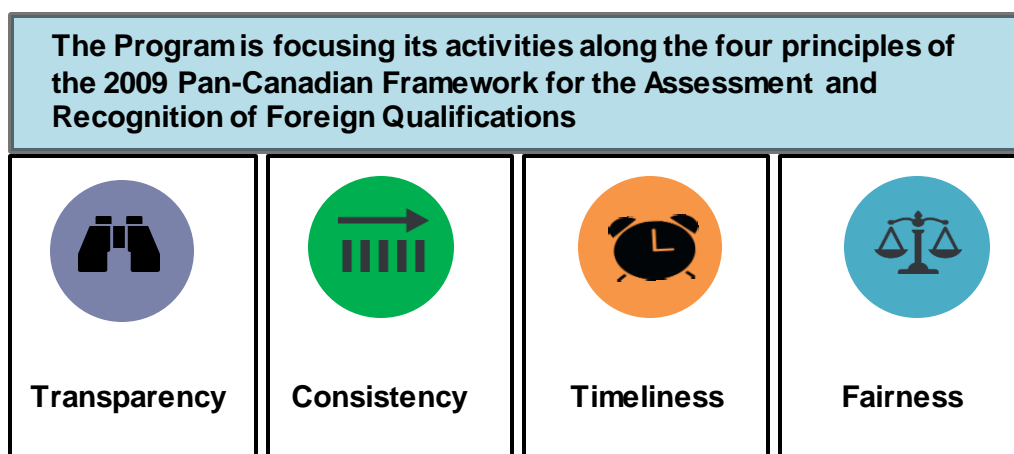 The Program is focusing its activities along the four principles of
the 2009 Pan-Canadian Framework for the Assessment and
Recognition of Foreign Qualifications
Transparency
Consistency
Timeliness
Fairness